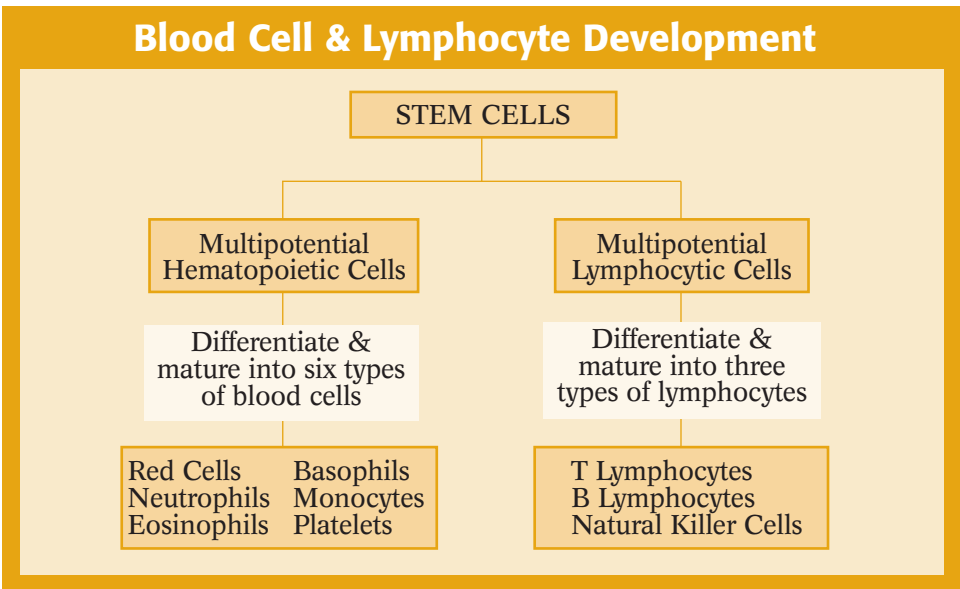 Blood Cell & Lymphocyte Development
STEM CELLS
Multipotential
Hematopoietic Cells
Differentiate &
mature into six types
of blood cells
Red Cells
Neutrophils
Eosinophils
Basophils
Monocytes
Platelets
Multipotential
Lymphocytic Cells
Differentiate &
mature into three
types of lymphocytes
T Lymphocytes
B Lymphocytes
Natural Killer Cells